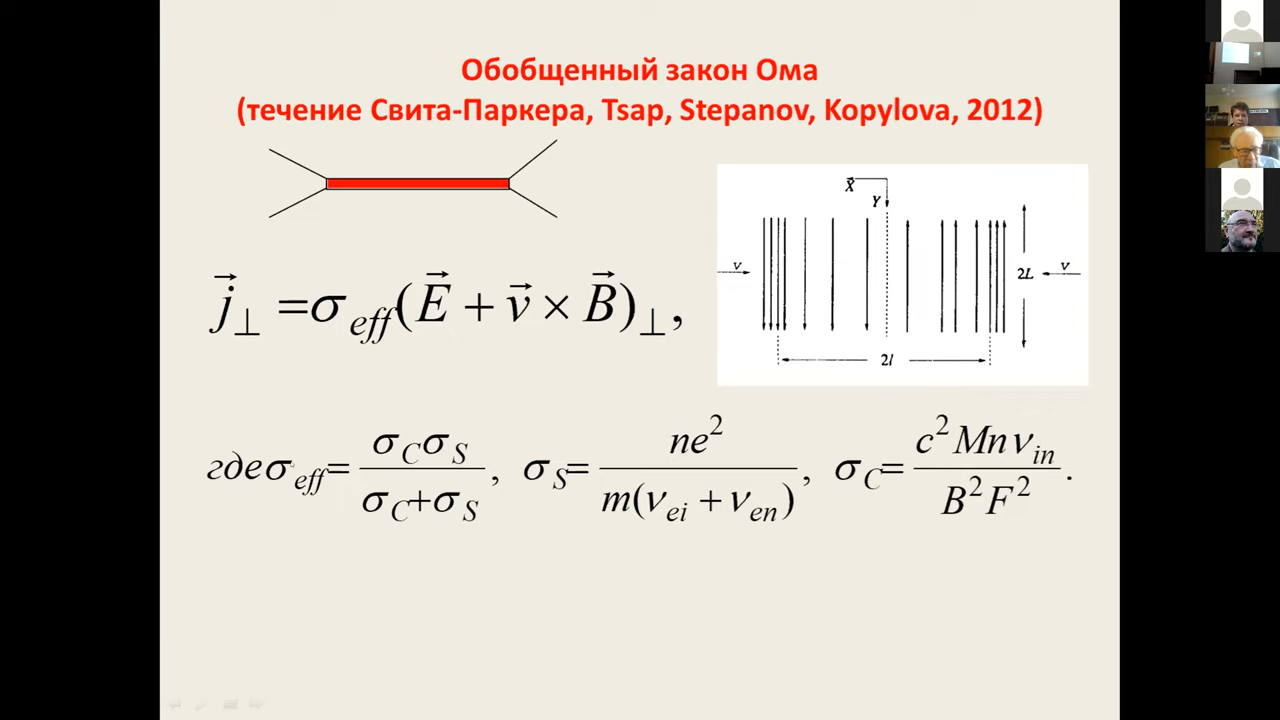 Обобщенный закон Ома
(течение Свита-Паркера, Tsap, Stepanov, Kopylova, 2012)
X
Y
v
2L
v
2l
j⊥ =σeff(E + v × B)⊥,
где σeff= σCσS / σC+σS , σS= ne² / m(νei + νen) , σC= c²Mnνin / B²F² .